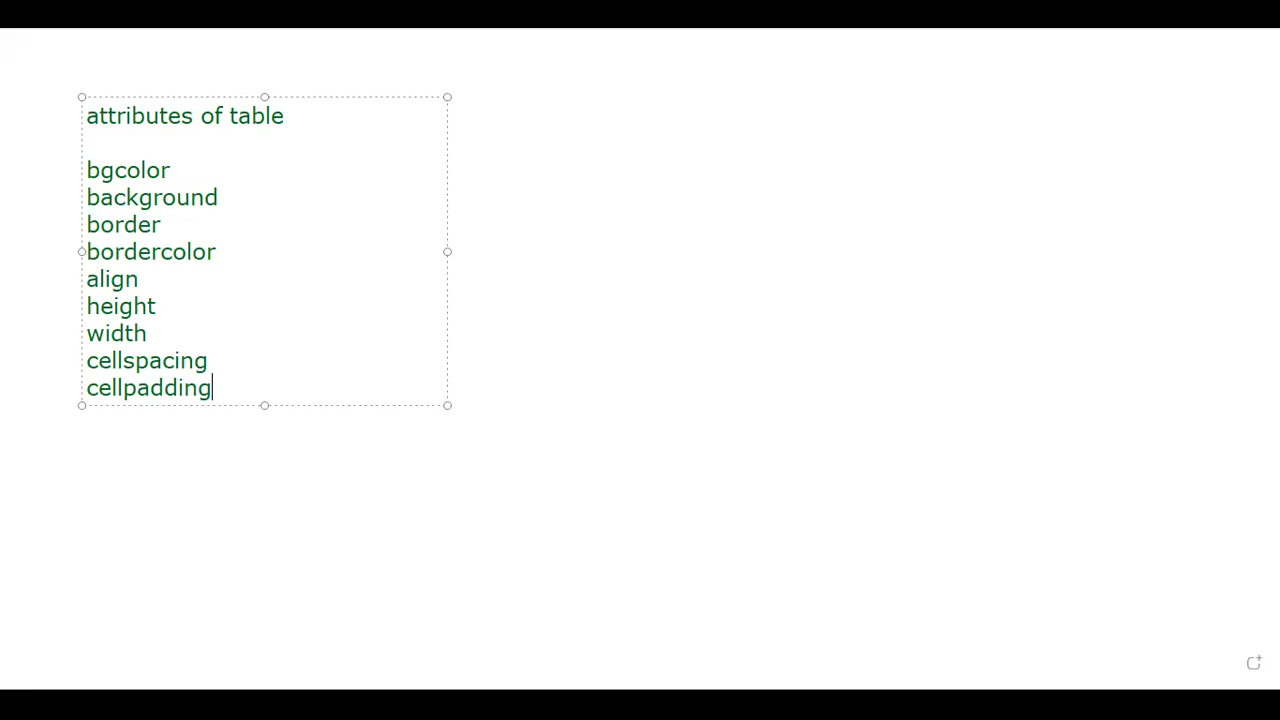 attributes of table
bgcolor
background
border
bordercolor
align
height
width
cellspacing
cellpadding